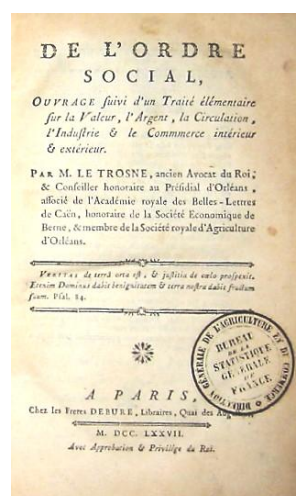 DE L'ORDRE
SOCIAL,
OUVRAGE suivi d'un Traité élémentaire
sur la Valeur, l'Argent, la Circulation,
l'Industrie & le Commmerce intérieur
& extérieur.
PAR M. LE TROSNE, ancien Avocat du Roi,
& Conseiller honoraire au Présidial d'Orléans,
associé de l'Académie royale des Belles-Lettres
de Caën, honoraire de la Société Economique de
Berne, & membre de la Société royale d'Agriculture
d'Orléans.
VERITAS de terrâ orta est, & justitia de cælo prospexit.
Etenim Dominus dabit benignitatem & terra nostra dabit fructum
suum. Psal. 84.
DIRECTION GÉNÉRALE DE L'AGRICULTURE
BUREAU
DE LA
STATISTIQUE
GÉNÉRALE
DE
FRANCE
A PARIS,
Chez les Freres DEBURE, Libraires, Quai des
M. DCC. LXXVII.
Avec Approbation & Privilége du Roi.